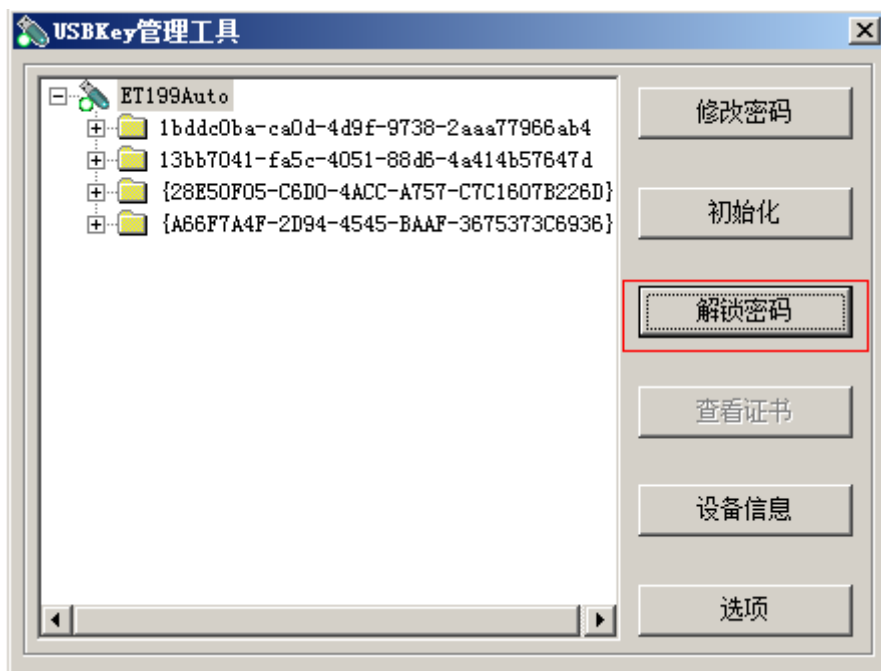 USBKey管理工具
ET199Auto
1bddc0ba-ca0d-4d9f-9738-2aaa77966ab4
13bb7041-fa5c-4051-88d6-4a414b57647d
{28E50F05-C6D0-4ACC-A757-C7C1607B226D}
{A66F7A4F-2D94-4545-BAAF-3675373C6936}
修改密码
初始化
解锁密码
查看证书
设备信息
选项